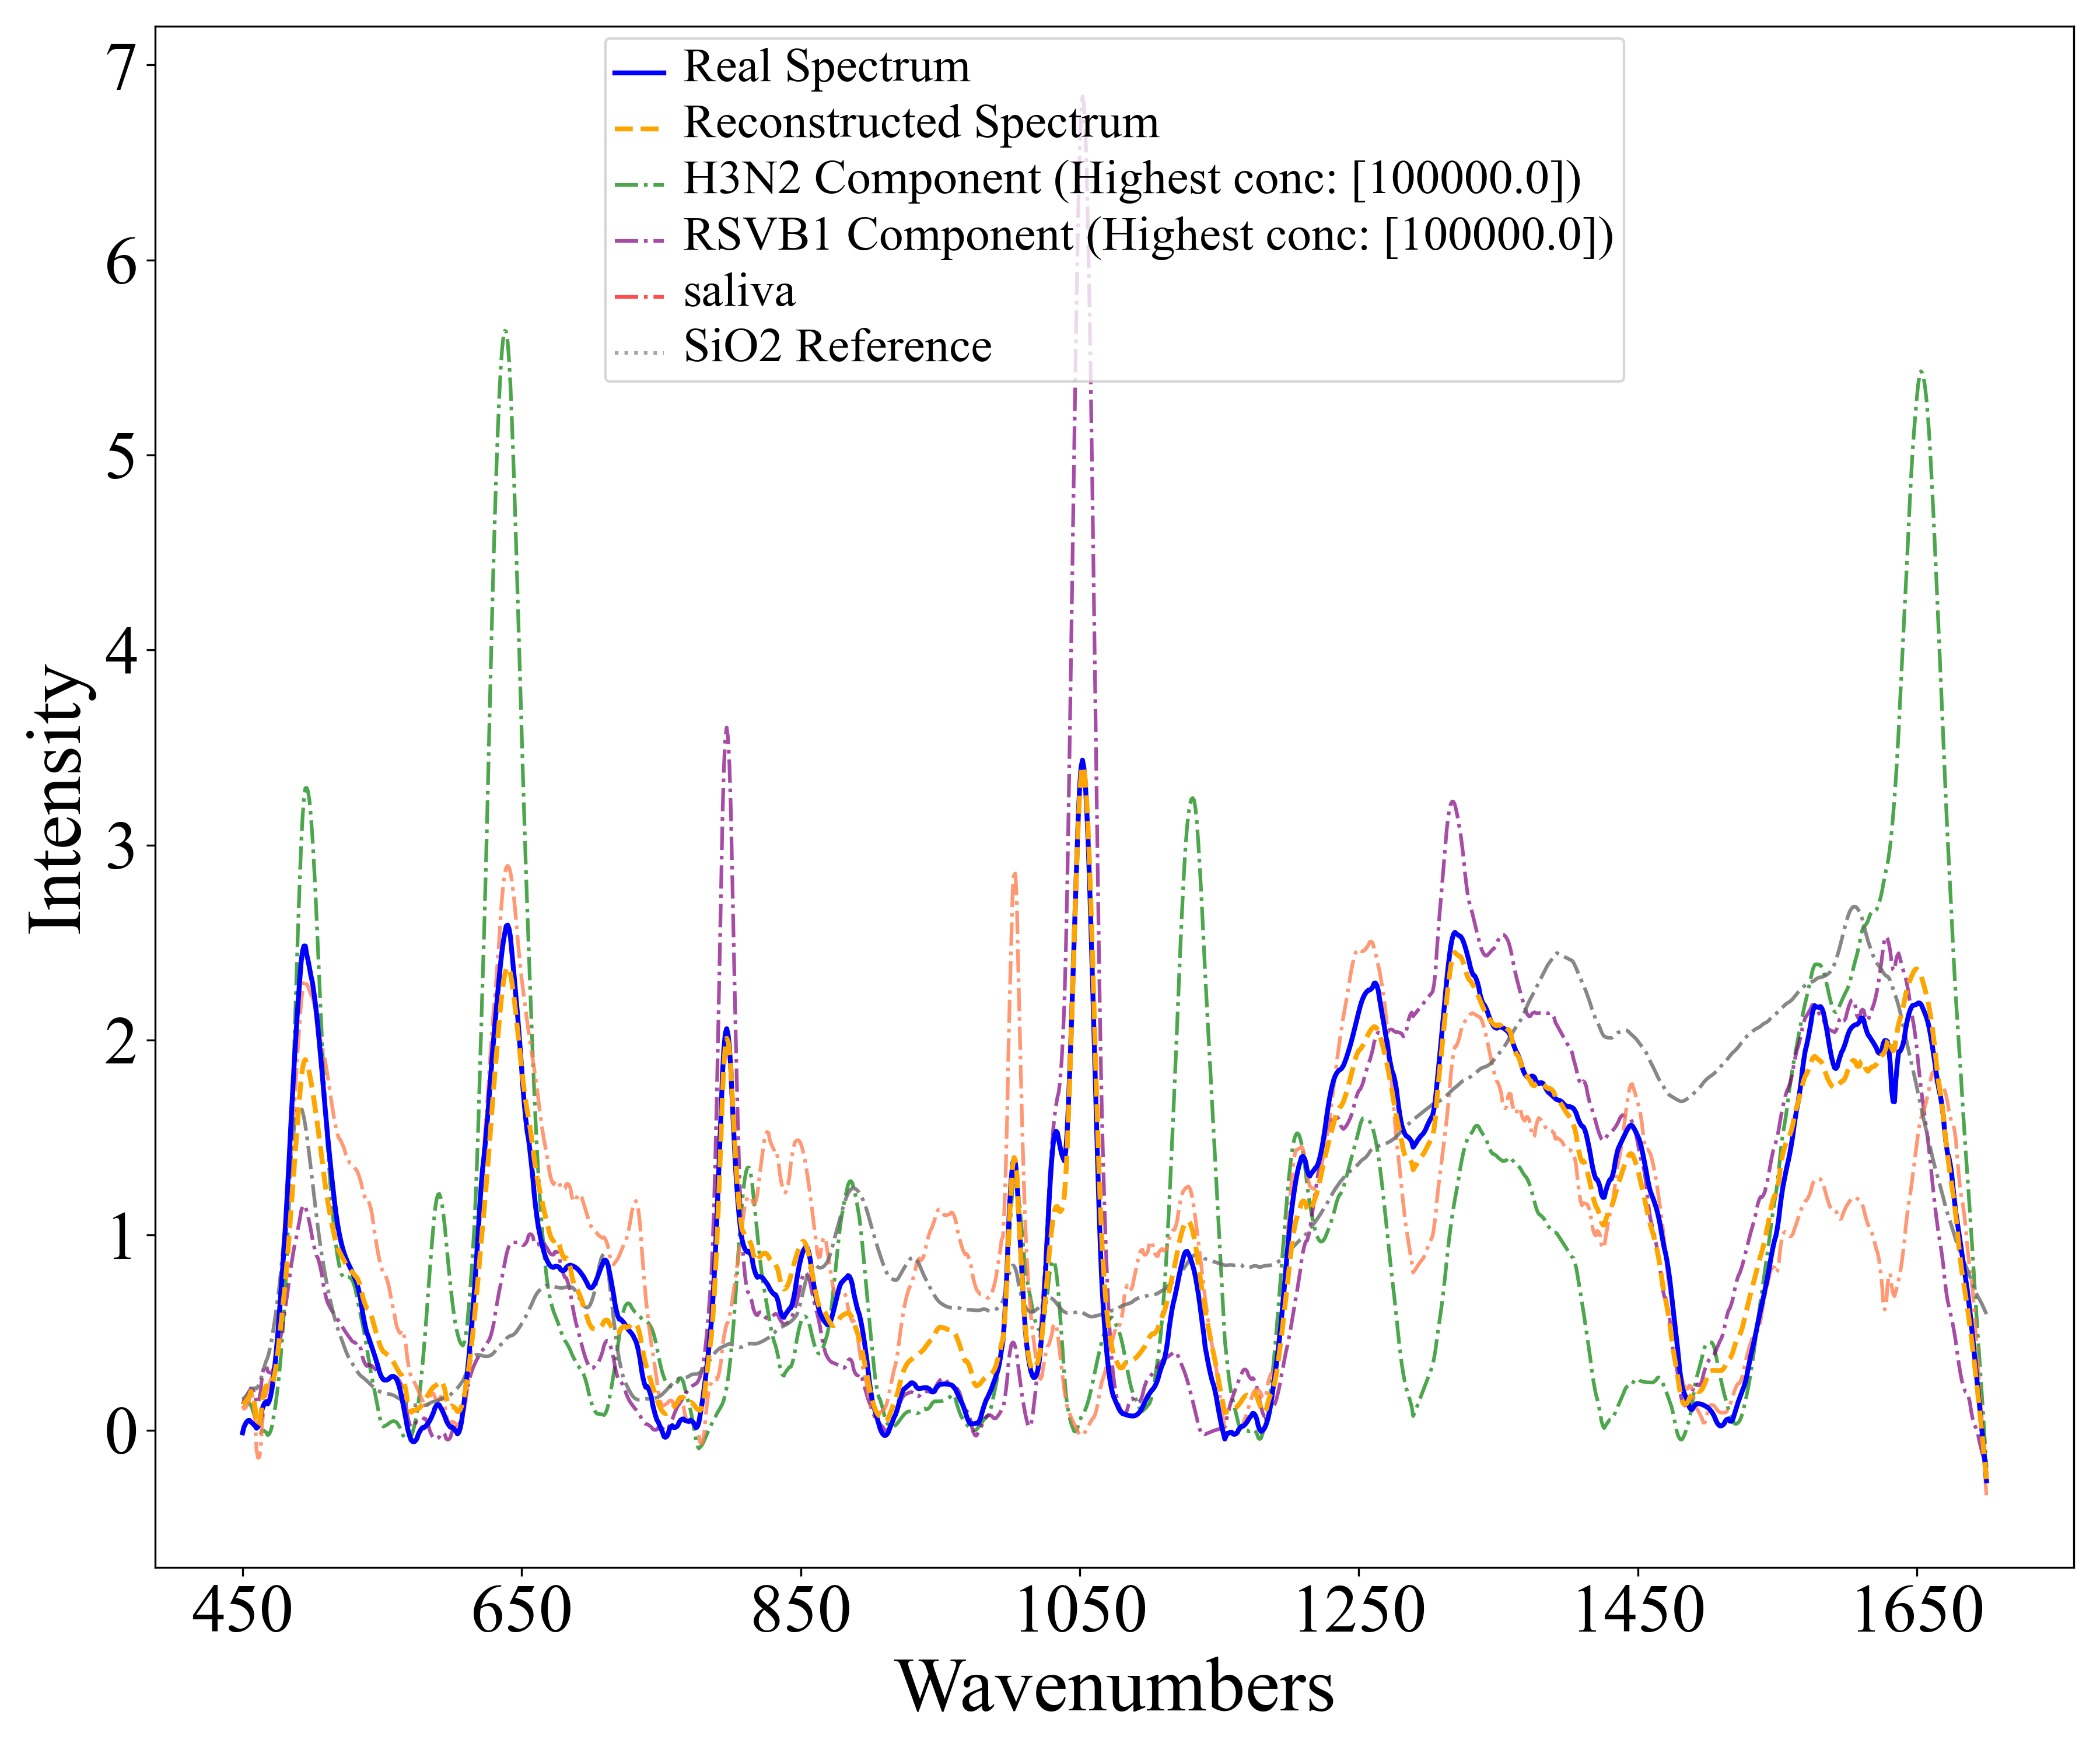 Real Spectrum
Reconstructed Spectrum
H3N2 Component (Highest conc: [100000.0])
RSVB1 Component (Highest conc: [100000.0])
saliva
SiO2 Reference
7
6
5
4
3
2
1
0
Intensity
450 650 850 1050 1250 1450 1650
Wavenumbers